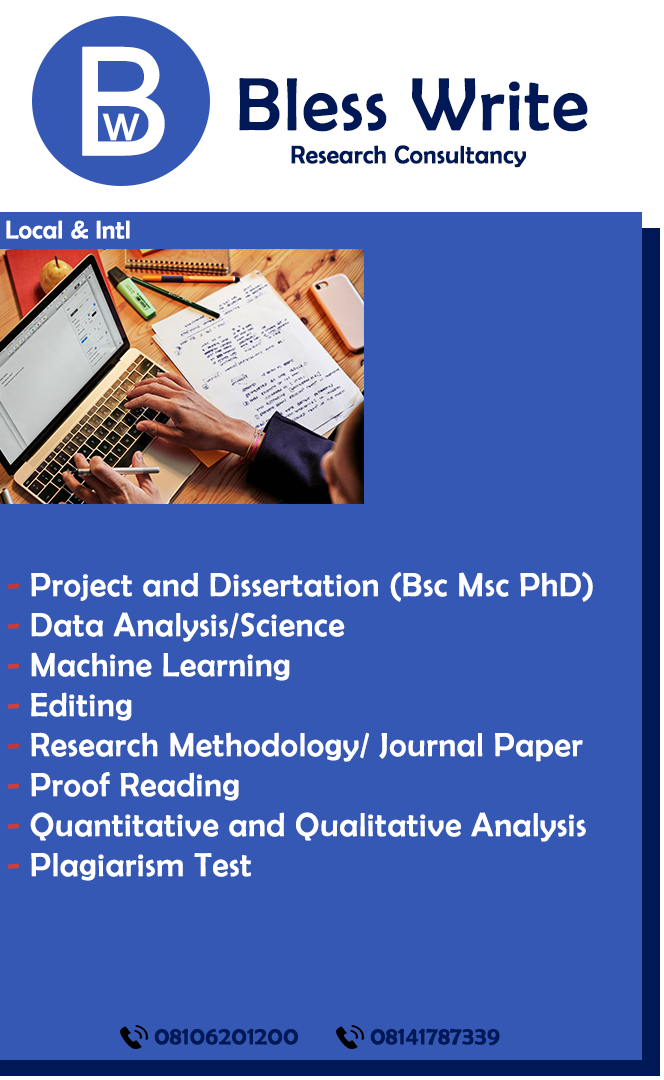 BW
Bless Write
Research Consultancy
Local & Intl
- Project and Dissertation (Bsc Msc PhD)
- Data Analysis/Science
- Machine Learning
- Editing
- Research Methodology/ Journal Paper
- Proof Reading
- Quantitative and Qualitative Analysis
- Plagiarism Test
08106201200 08141787339